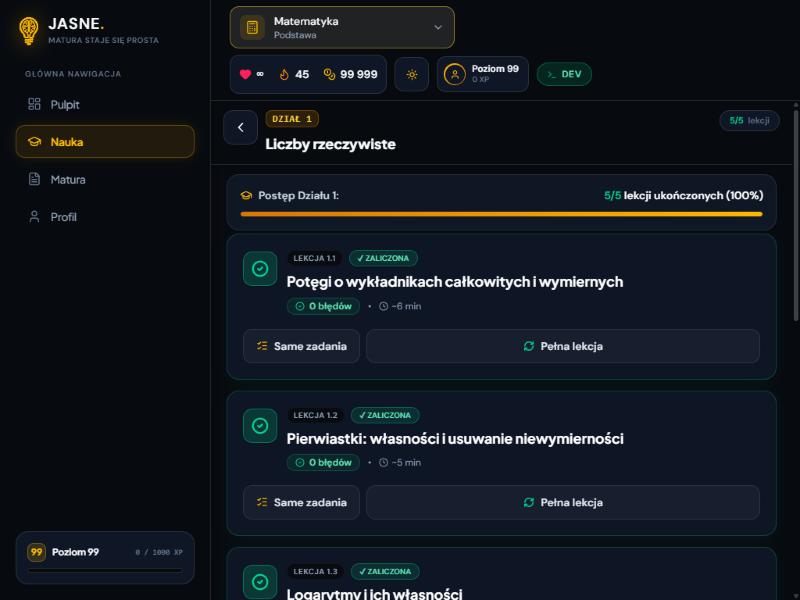 JASNE.
MATURA STAJE SIĘ PROSTA
GŁÓWNA NAWIGACJA
Pulpit
Nauka
Matura
Profil
99 Poziom 99 0 / 1000 XP
Matematyka
Podstawa
∞ 45 99 999
Poziom 99
0 XP
>_ DEV
DZIAŁ 1
Liczby rzeczywiste
5/5 lekcji
Postęp Działu 1:
5/5 lekcji ukończonych (100%)
LEKCJA 1.1 ✓ ZALICZONA
Potęgi o wykładnikach całkowitych i wymiernych
0 błędów • ~6 min
Same zadania
Pełna lekcja
LEKCJA 1.2 ✓ ZALICZONA
Pierwiastki: własności i usuwanie niewymierności
0 błędów • ~5 min
Same zadania
Pełna lekcja
LEKCJA 1.3 ✓ ZALICZONA
Logarytmy i ich własności